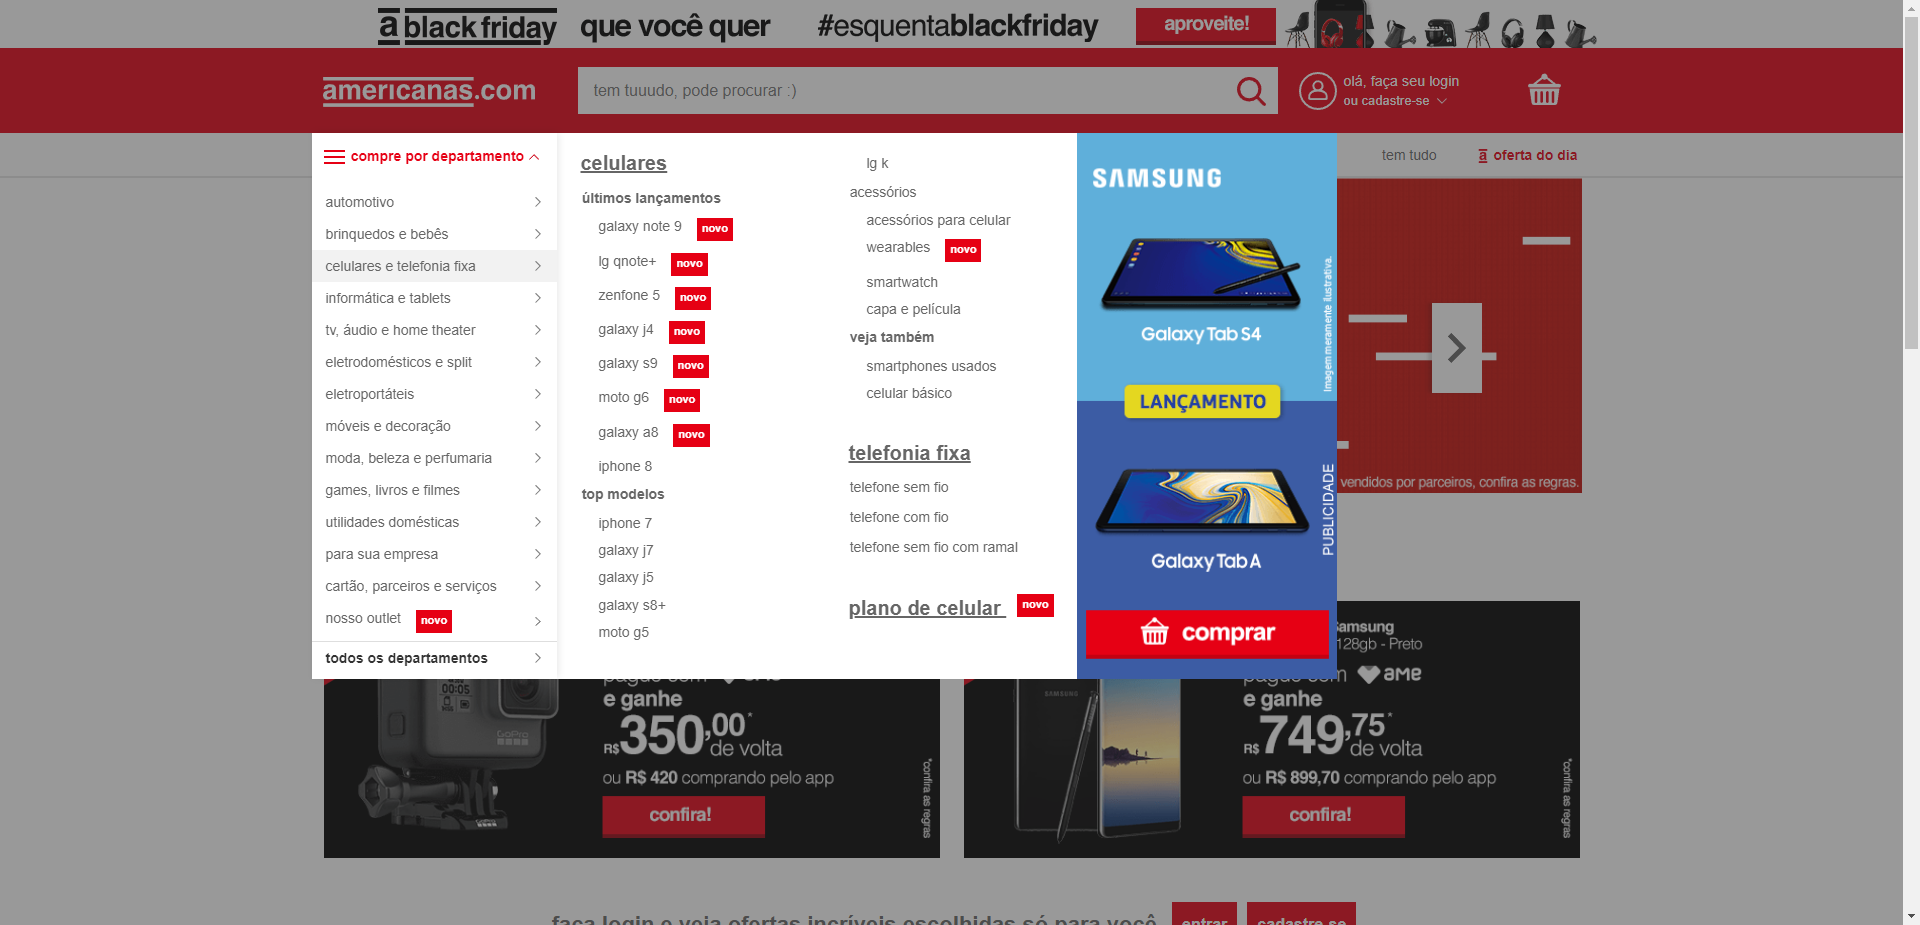 a black friday que você quer #esquentablackfriday aproveite!
americanas.com
tem tuuudo, pode procurar :)
olá, faça seu login
ou cadastre-se
compre por departamento
automotivo
brinquedos e bebês
celulares e telefonia fixa
informática e tablets
tv, áudio e home theater
eletrodomésticos e split
eletroportáteis
móveis e decoração
moda, beleza e perfumaria
games, livros e filmes
utilidades domésticas
para sua empresa
cartão, parceiros e serviços
nosso outlet novo
todos os departamentos
celulares
últimos lançamentos
galaxy note 9 novo
lg qnote+ novo
zenfone 5 novo
galaxy j4 novo
galaxy s9 novo
moto g6 novo
galaxy a8 novo
iphone 8
top modelos
iphone 7
galaxy j7
galaxy j5
galaxy s8+
moto g5
lg k
acessórios
acessórios para celular
wearables novo
smartwatch
capa e película
veja também
smartphones usados
celular básico
telefonia fixa
telefone sem fio
telefone com fio
telefone sem fio com ramal
plano de celular novo
SAMSUNG
Galaxy Tab S4
Imagem meramente ilustrativa.
LANÇAMENTO
Galaxy Tab A
PUBLICIDADE
comprar
tem tudo
a oferta do dia
vendidos por parceiros, confira as regras.
00:05
GoPro
e ganhe
R$350,00*
de volta
ou R$ 420 comprando pelo app
confira!
*confira as regras
Samsung
128gb - Preto
pague com ame
SAMSUNG
e ganhe
R$749,75*
de volta
ou R$ 899,70 comprando pelo app
confira!
*confira as regras
faça login e veja ofertas incríveis escolhidas só para você entrar cadastre-se